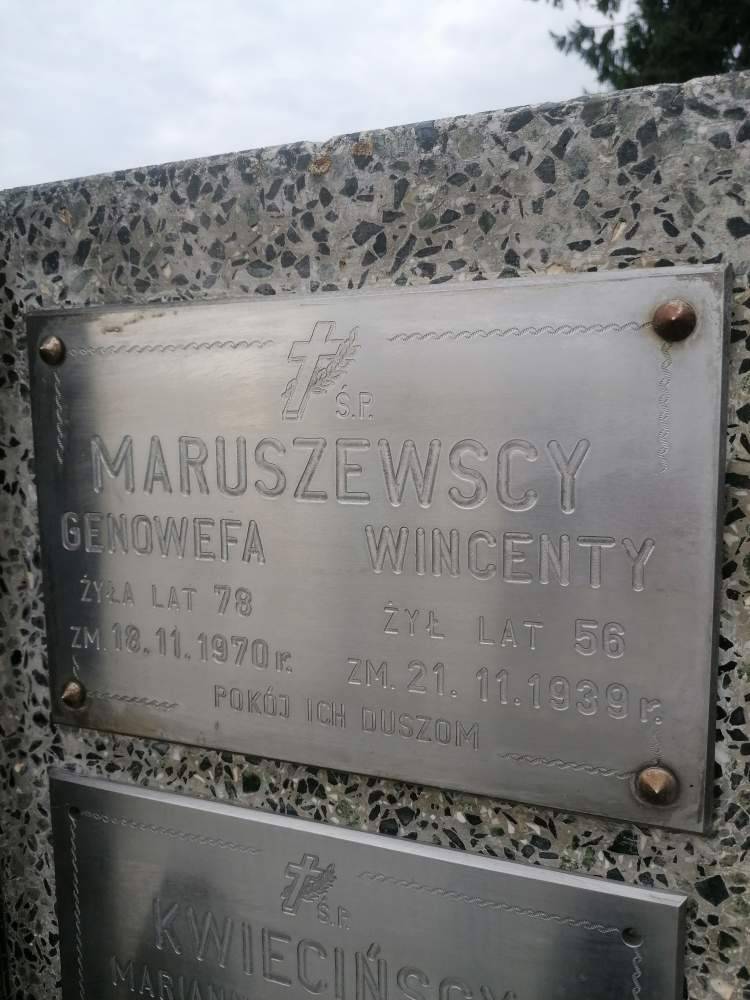 Ś.P.
MARUSZEWSCY
GENOWEFA WINCENTY
ŻYŁA LAT 78 ŻYŁ LAT 56
ZM. 18.11.1970 r. ZM. 21.11.1939 r.
POKÓJ ICH DUSZOM
Ś.P.
KWIECIŃSCY